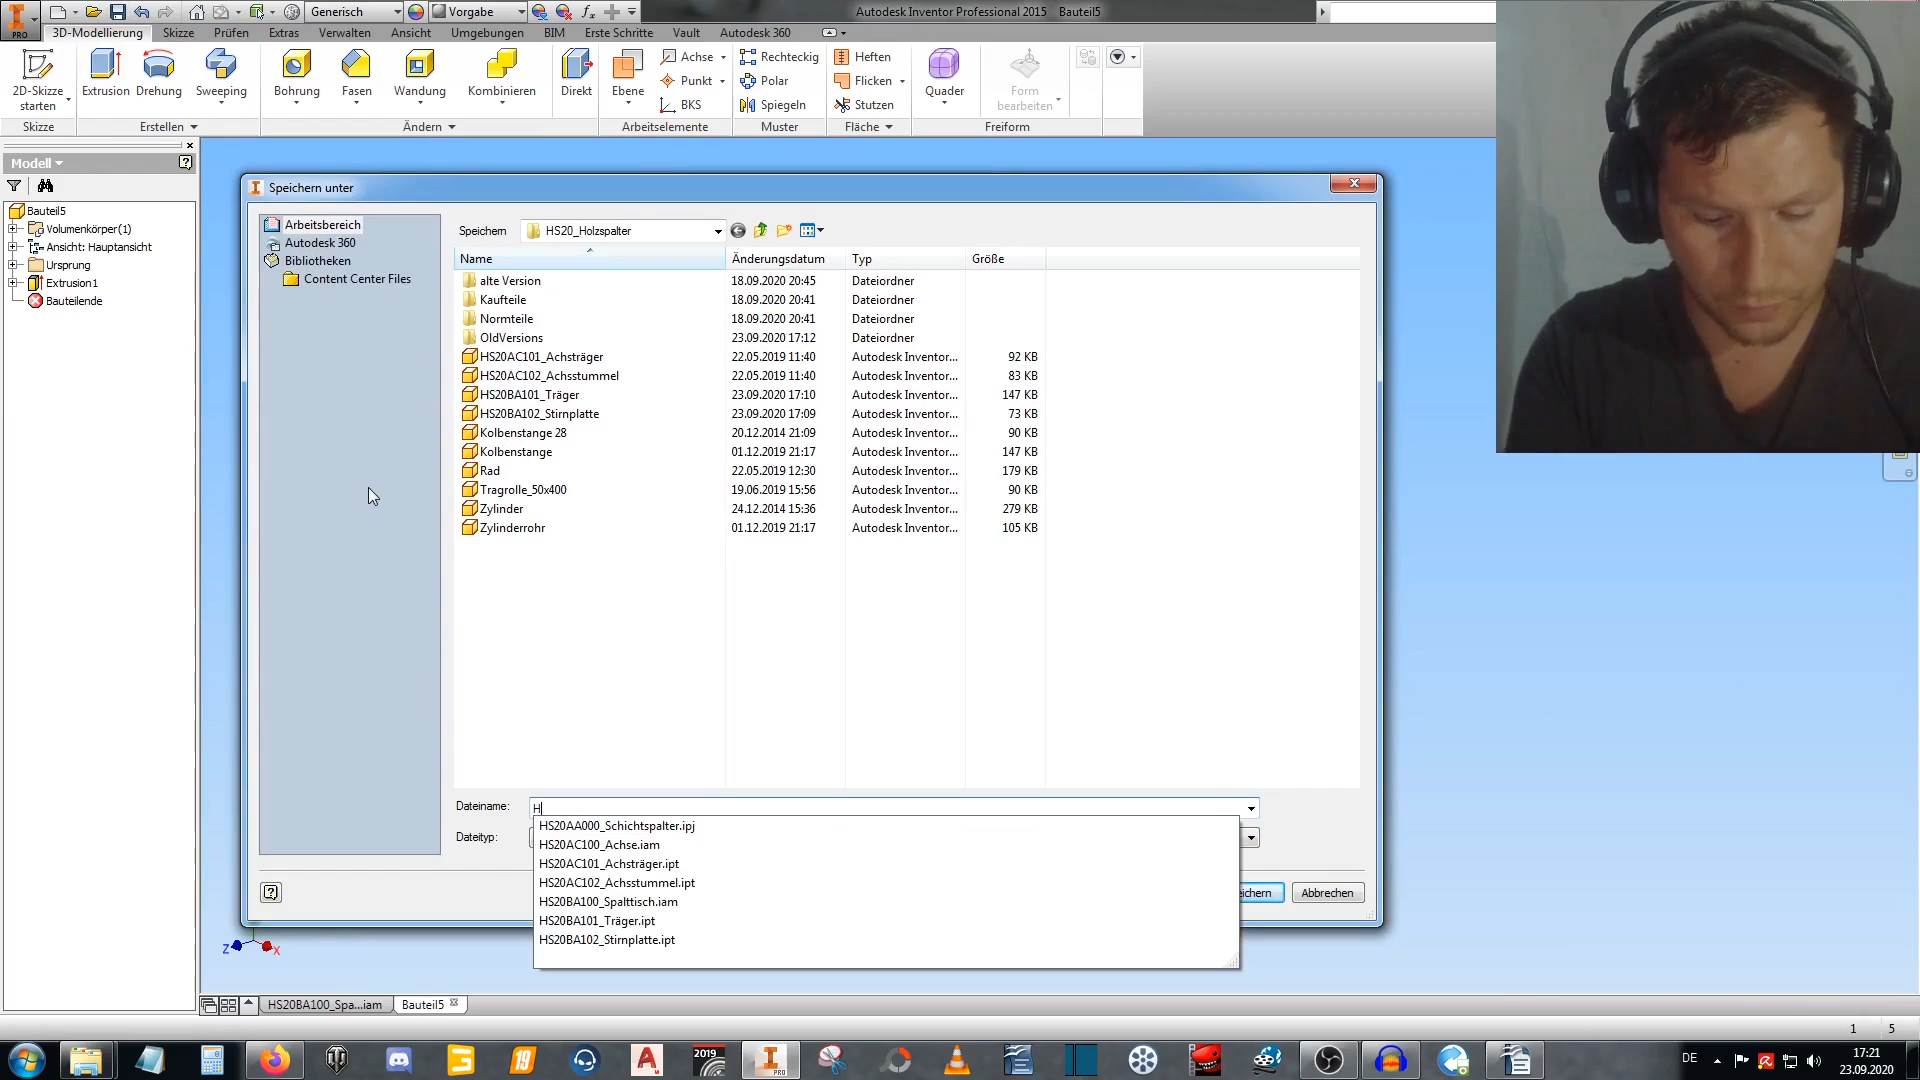 Generisch
Vorgabe
fx
Autodesk Inventor Professional 2015 Bauteil5
PRO
3D-Modellierung Skizze Prüfen Extras Verwalten Ansicht Umgebungen BIM Erste Schritte Vault Autodesk 360
2D-Skizze starten
Extrusion
Drehung
Sweeping
Bohrung
Fasen
Wandung
Kombinieren
Direkt
Ebene
Achse
Punkt
BKS
Rechteckig
Polar
Spiegeln
Heften
Flicken
Stutzen
Quader
Form bearbeiten
Skizze Erstellen Ändern Arbeitselemente Muster Fläche Freiform
Modell
Bauteil5
Volumenkörper(1)
Ansicht: Hauptansicht
Ursprung
Extrusion1
Bauteilende
Speichern unter
Arbeitsbereich
Autodesk 360
Bibliotheken
Content Center Files
Speichern HS20_Holzspalter
Name Änderungsdatum Typ Größe
alte Version 18.09.2020 20:45 Dateiordner
Kaufteile 18.09.2020 20:41 Dateiordner
Normteile 18.09.2020 20:41 Dateiordner
OldVersions 23.09.2020 17:12 Dateiordner
HS20AC101_Achsträger 22.05.2019 11:40 Autodesk Inventor... 92 KB
HS20AC102_Achsstummel 22.05.2019 11:40 Autodesk Inventor... 83 KB
HS20BA101_Träger 23.09.2020 17:10 Autodesk Inventor... 147 KB
HS20BA102_Stirnplatte 23.09.2020 17:09 Autodesk Inventor... 73 KB
Kolbenstange 28 20.12.2014 21:09 Autodesk Inventor... 90 KB
Kolbenstange 01.12.2019 21:17 Autodesk Inventor... 147 KB
Rad 22.05.2019 12:30 Autodesk Inventor... 179 KB
Tragrolle_50x400 19.06.2019 15:56 Autodesk Inventor... 90 KB
Zylinder 24.12.2014 15:36 Autodesk Inventor... 279 KB
Zylinderrohr 01.12.2019 21:17 Autodesk Inventor... 105 KB
Dateiname: H
Dateityp:
HS20AA000_Schichtspalter.ipj
HS20AC100_Achse.iam
HS20AC101_Achsträger.ipt
HS20AC102_Achsstummel.ipt
HS20BA100_Spalttisch.iam
HS20BA101_Träger.ipt
HS20BA102_Stirnplatte.ipt
eichern Abbrechen
Z X
HS20BA100_Spa...iam Bauteil5
1 5
19
2019
PRO
DE
17:21
23.09.2020